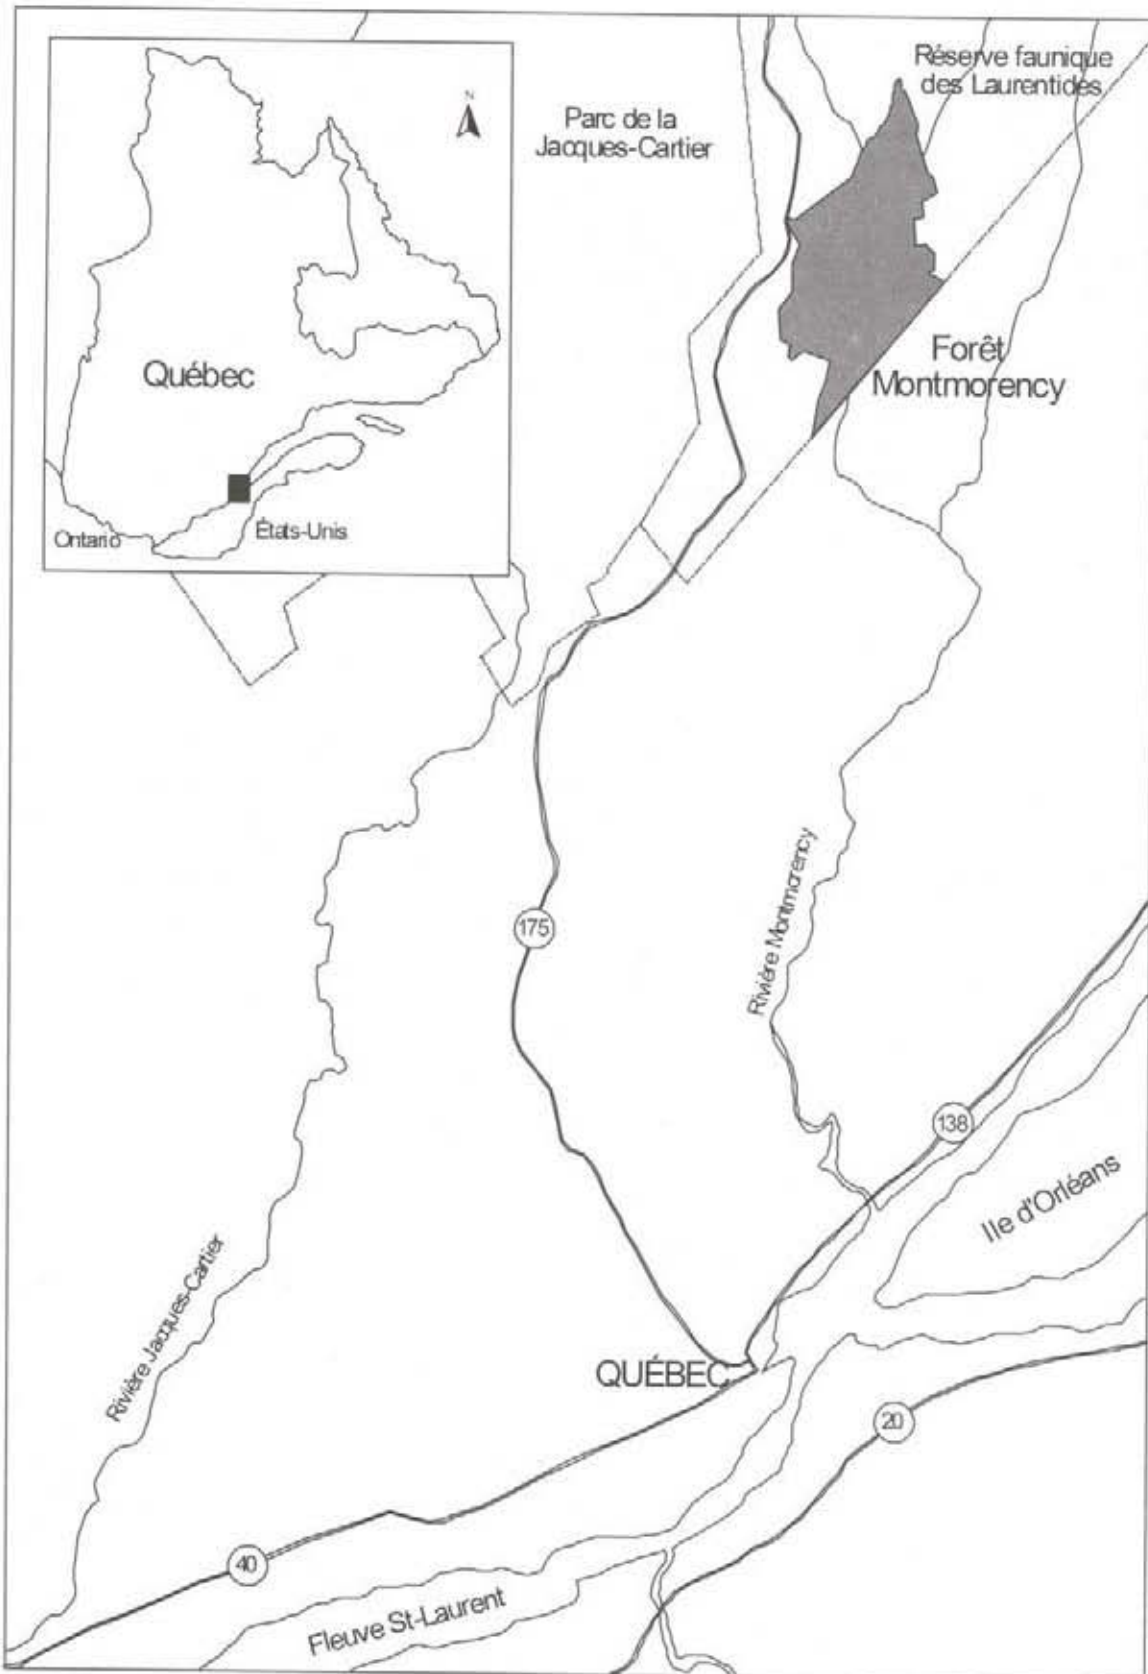 Réserve faunique
des Laurentides
Parc de la
Jacques-Cartier
N
Québec
Forêt
Montmorency
Ontario
États-Unis
Rivière Montmorency
175
138
Ile d'Orléans
Rivière Jacques-Cartier
QUÉBEC
20
40
Fleuve St-Laurent